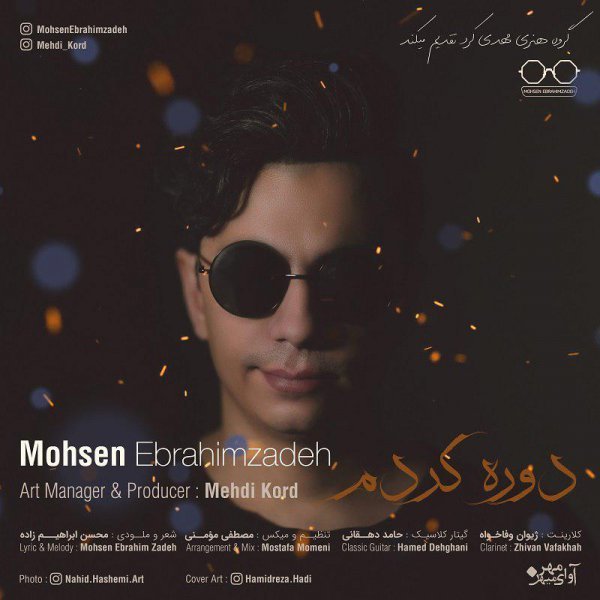 MohsenEbrahimzadeh
Mehdi_Kord
گروه هنری مهدی کرد تقدیم میکند
MOHSEN EBRAHIMZADEH
Mohsen Ebrahimzadeh
دوره کردم
Art Manager & Producer : Mehdi Kord
شعر و ملودی : محسن ابراهیم زاده
Lyric & Melody : Mohsen Ebrahim Zadeh
تنظیم و میکس : مصطفی مؤمنی
Arrangement & Mix : Mostafa Momeni
گیتار کلاسیک : حامد دهقانی
Classic Guitar : Hamed Dehghani
کلارینت : ژیوان وفاخواه
Clarinet : Zhivan Vafakhah
Photo : Nahid.Hashemi.Art
Cover Art : Hamidreza.Hadi
آوای مهر